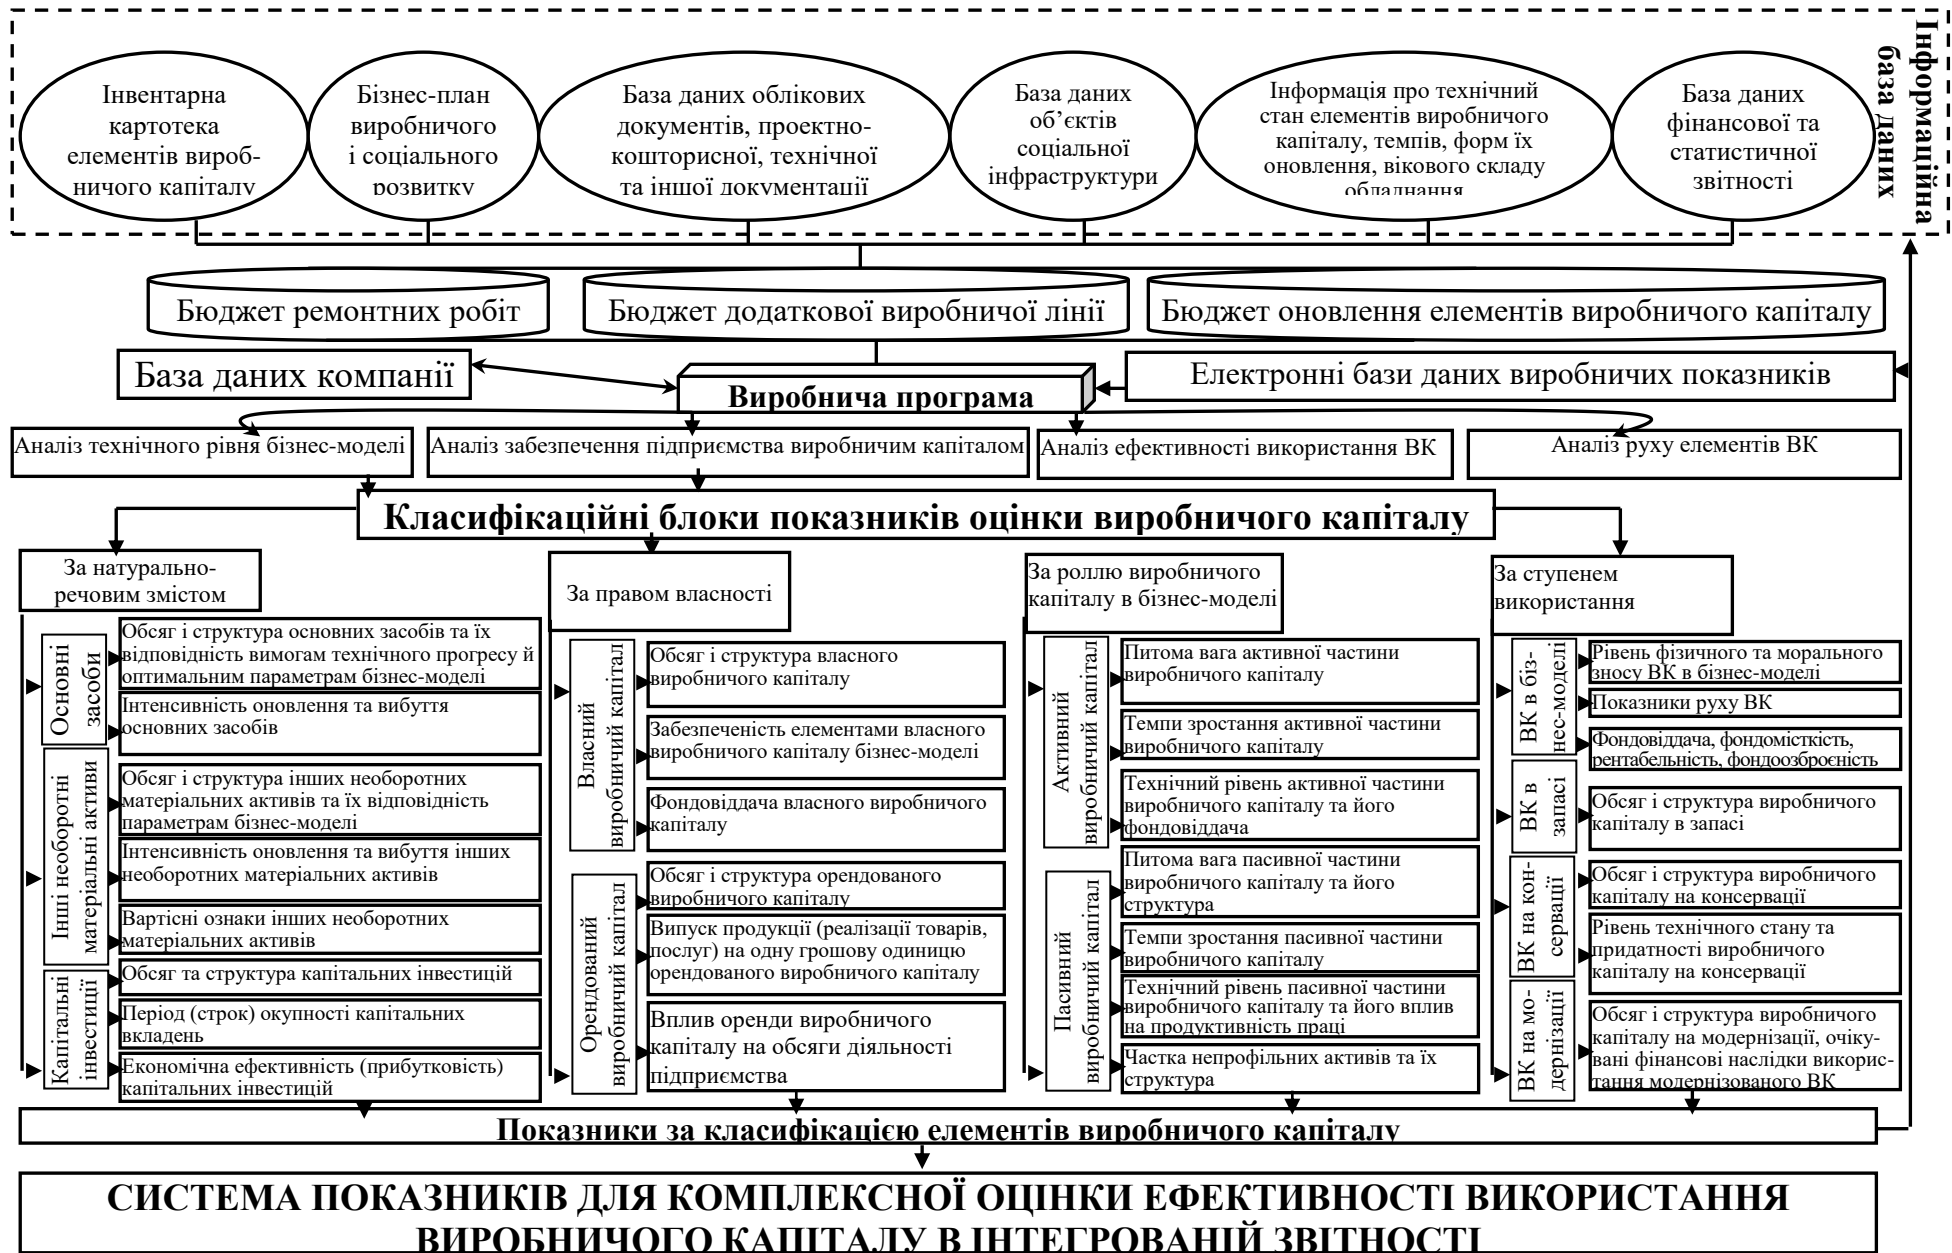 Інформаційна
база даних
Інвентарна
картотека
елементів вироб-
ничого капіталу
Бізнес-план
виробничого
і соціального
розвитку
База даних облікових
документів, проектно-
кошторисної, технічної
та іншої документації
База даних
об’єктів
соціальної
інфраструктури
Інформація про технічний
стан елементів виробничого
капіталу, темпів, форм їх
оновлення, вікового складу
обладнання
База даних
фінансової та
статистичної
звітності
Бюджет ремонтних робіт
Бюджет додаткової виробничої лінії
Бюджет оновлення елементів виробничого капіталу
База даних компанії
Виробнича програма
Електронні бази даних виробничих показників
Аналіз технічного рівня бізнес-моделі
Аналіз забезпечення підприємства виробничим капіталом
Аналіз ефективності використання ВК
Аналіз руху елементів ВК
Класифікаційні блоки показників оцінки виробничого капіталу
За натурально-
речовим змістом
Основні
засоби
Обсяг і структура основних засобів та їх
відповідність вимогам технічного прогресу й
оптимальним параметрам бізнес-моделі
Інтенсивність оновлення та вибуття
основних засобів
Інші необоротні
матеріальні активи
Обсяг і структура інших необоротних
матеріальних активів та їх відповідність
параметрам бізнес-моделі
Інтенсивність оновлення та вибуття інших
необоротних матеріальних активів
Вартісні ознаки інших необоротних
матеріальних активів
Капітальні
інвестиції
Обсяг та структура капітальних інвестицій
Період (строк) окупності капітальних
вкладень
Економічна ефективність (прибутковість)
капітальних інвестицій
За правом власності
Власний
виробничий капітал
Обсяг і структура власного
виробничого капіталу
Забезпеченість елементами власного
виробничого капіталу бізнес-моделі
Фондовіддача власного виробничого
капіталу
Орендований
виробничий капітал
Обсяг і структура орендованого
виробничого капіталу
Випуск продукції (реалізації товарів,
послуг) на одну грошову одиницю
орендованого виробничого капіталу
Вплив оренди виробничого
капіталу на обсяги діяльності
підприємства
За роллю виробничого
капіталу в бізнес-моделі
Активний
виробничий капітал
Питома вага активної частини
виробничого капіталу
Темпи зростання активної частини
виробничого капіталу
Технічний рівень активної частини
виробничого капіталу та його
фондовіддача
Пасивний
виробничий капітал
Питома вага пасивної частини
виробничого капіталу та його
структура
Темпи зростання пасивної частини
виробничого капіталу
Технічний рівень пасивної частини
виробничого капіталу та його вплив
на продуктивність праці
Частка непрофільних активів та їх
структура
За ступенем
використання
ВК в біз-
нес-моделі
Рівень фізичного та морального
зносу ВК в бізнес-моделі
Показники руху ВК
Фондовіддача, фондомісткість,
рентабельність, фондоозброєність
ВК в
запасі
Обсяг і структура виробничого
капіталу в запасі
ВК на кон-
сервації
Обсяг і структура виробничого
капіталу на консервації
Рівень технічного стану та
придатності виробничого
капіталу на консервації
ВК на мо-
дернізації
Обсяг і структура виробничого
капіталу на модернізації, очіку-
вані фінансові наслідки викорис-
тання модернізованого ВК
Показники за класифікацією елементів виробничого капіталу
СИСТЕМА ПОКАЗНИКІВ ДЛЯ КОМПЛЕКСНОЇ ОЦІНКИ ЕФЕКТИВНОСТІ ВИКОРИСТАННЯ
ВИРОБНИЧОГО КАПІТАЛУ В ІНТЕГРОВАНІЙ ЗВІТНОСТІ